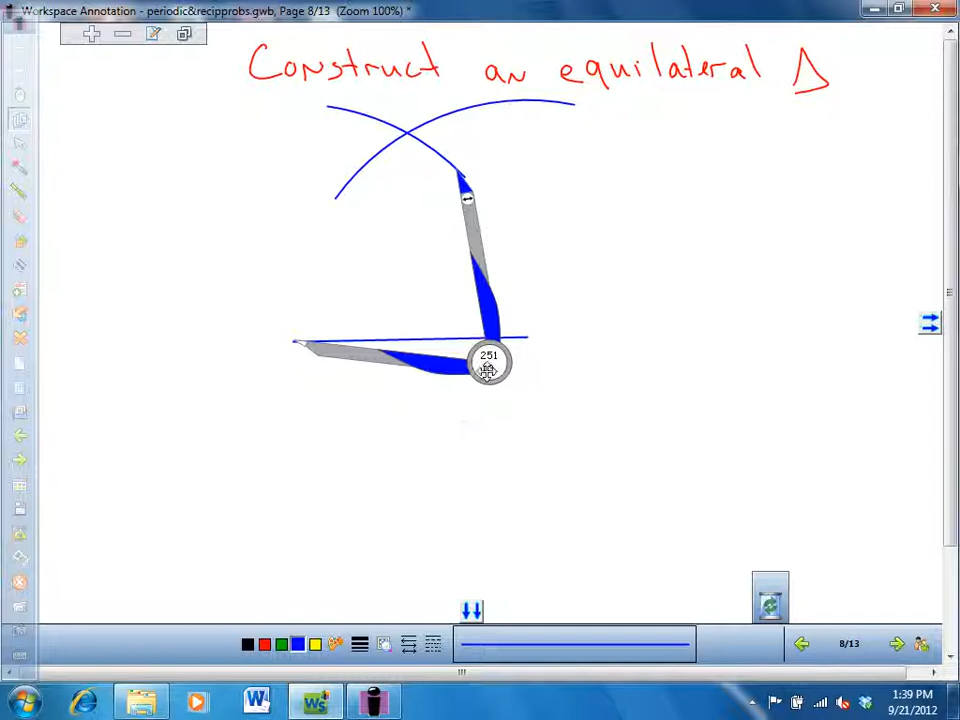 Workspace Annotation - periodic&recipprobs.gwb, Page 8/13 (Zoom 100%) *
Construct an equilateral Δ
251
8/13
1:39 PM
9/21/2012